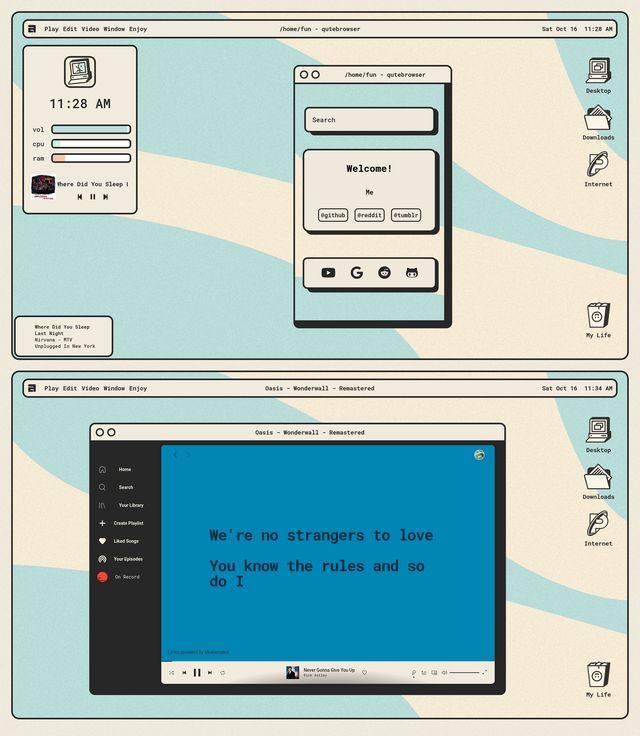 Play Edit Video Window Enjoy
/home/fun - qutebrowser
Sat Oct 16 11:28 AM
11:28 AM
vol
cpu
ram
Where Did You Sleep L
/home/fun - qutebrowser
Search
Welcome!
Me
@github @reddit @tumblr
Desktop
Downloads
Internet
My Life
Where Did You Sleep
Last Night
Nirvana - MTV
Unplugged In New York
Play Edit Video Window Enjoy
Oasis - Wonderwall - Remastered
Sat Oct 16 11:34 AM
Oasis - Wonderwall - Remastered
Home
Search
Your Library
Create Playlist
Liked Songs
Your Episodes
On Record
We're no strangers to love
You know the rules and so
do I
Lyrics provided by Musixmatch
Never Gonna Give You Up
Rick Astley
Desktop
Downloads
Internet
My Life